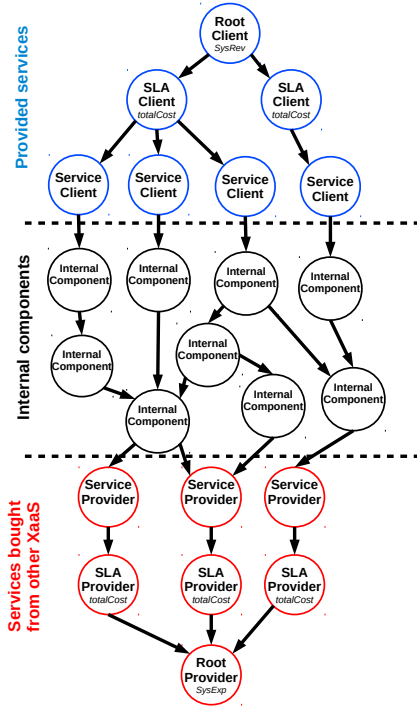 Provided services
Root
Client
SysRev
SLA
Client
totalCost
SLA
Client
totalCost
Service
Client
Service
Client
Service
Client
Service
Client
Internal components
Internal
Component
Internal
Component
Internal
Component
Internal
Component
Internal
Component
Internal
Component
Internal
Component
Internal
Component
Internal
Component
Services bought
from other XaaS
Service
Provider
Service
Provider
Service
Provider
SLA
Provider
totalCost
SLA
Provider
totalCost
SLA
Provider
totalCost
Root
Provider
SysExp